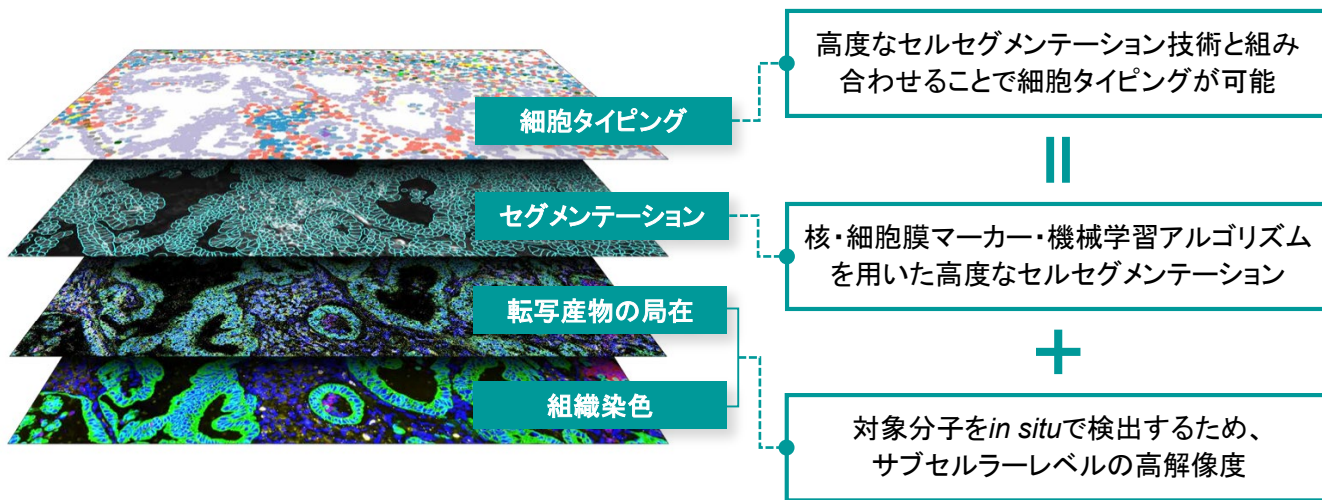 高度なセルセグメンテーション技術と組み
合わせることで細胞タイピングが可能
細胞タイピング
セグメンテーション
核・細胞膜マーカー・機械学習アルゴリズム
を用いた高度なセルセグメンテーション
転写産物の局在
組織染色
対象分子をin situで検出するため、
サブセルラーレベルの高解像度